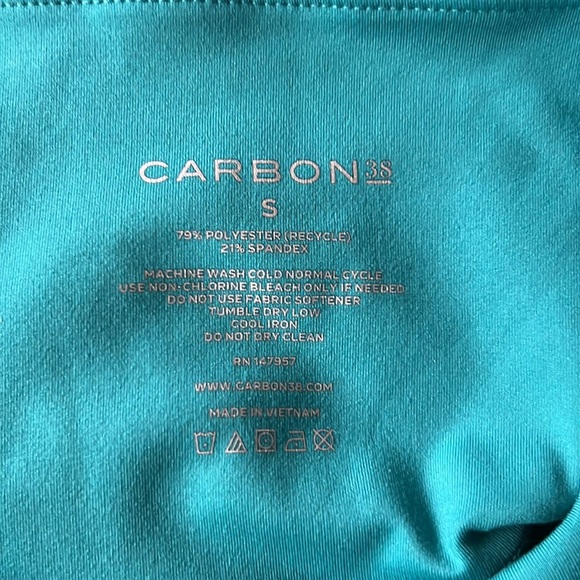 CARBON38
S
79% POLYESTER (RECYCLE)
21% SPANDEX
MACHINE WASH COLD NORMAL CYCLE
USE NON-CHLORINE BLEACH ONLY IF NEEDED
DO NOT USE FABRIC SOFTENER
TUMBLE DRY LOW
COOL IRON
DO NOT DRY CLEAN
RN 147957
WWW.CARBON38.COM
MADE IN VIETNAM